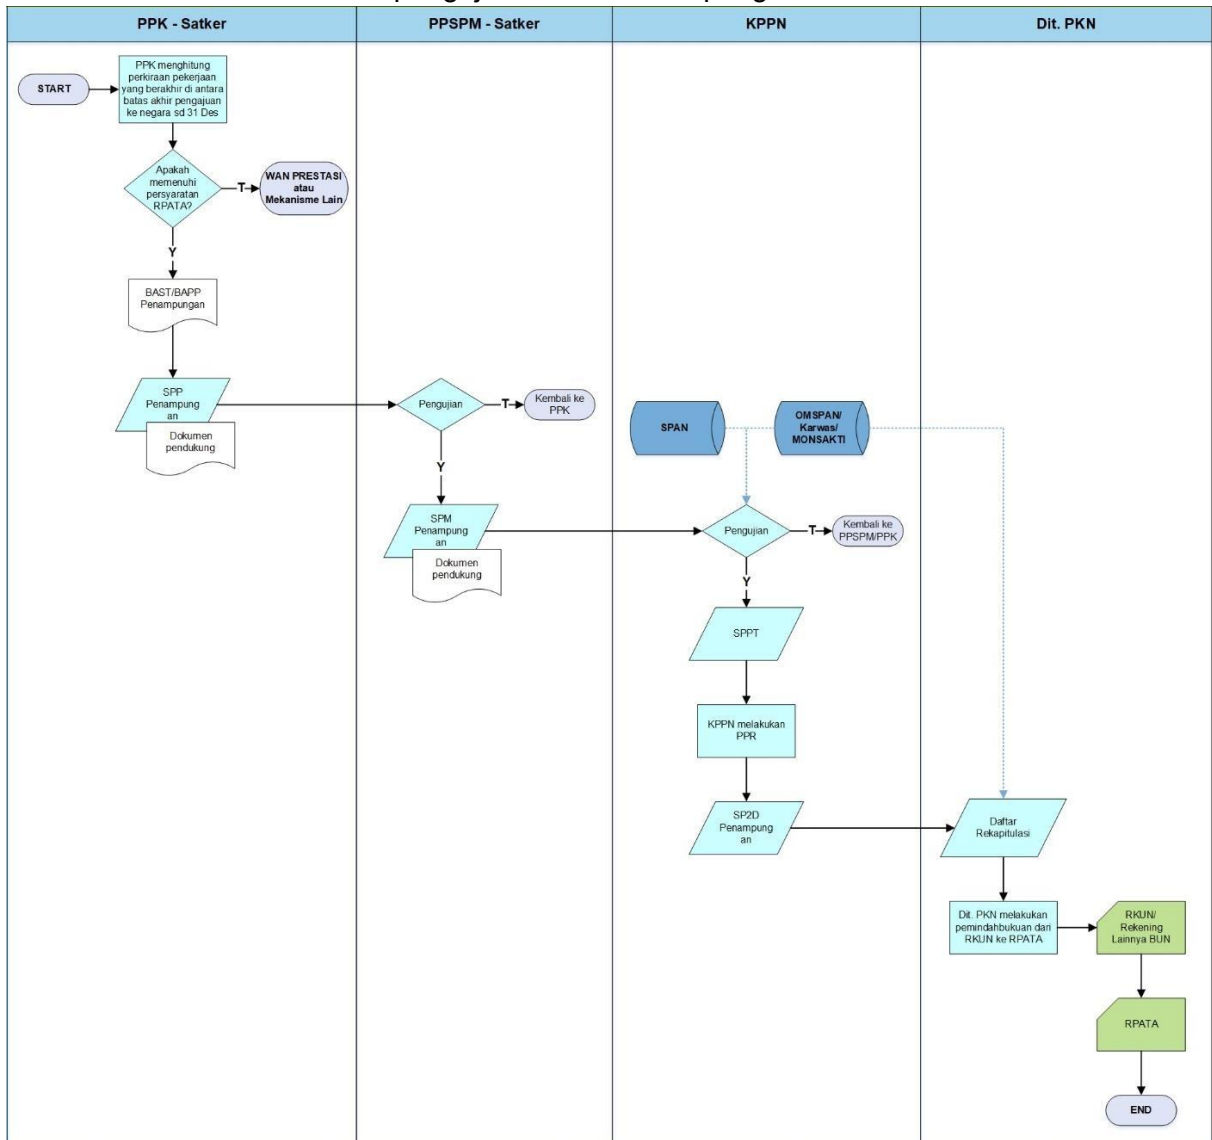 PPK - Satker
PPSPM - Satker
KPPN
Dit. PKN
START
PPK menghitung
perkiraan pekerjaan
yang berakhir di antara
batas akhir pengajuan
ke negara sd 31 Des
Apakah
memenuhi
persyaratan
RPATA?
T
WAN PRESTASI
atau
Mekanisme Lain
Y
BAST/BAPP
Penampungan
SPP
Penampung
an
Dokumen
pendukung
Pengujian
T
Kembali ke
PPK
Y
SPM
Penampung
an
Dokumen
pendukung
SPAN
OMSPAN/
Karwas/
MONSAKTI
Pengujian
T
Kembali ke
PPSPM/PPK
Y
SPPT
KPPN melakukan
PPR
SP2D
Penampung
an
Daftar
Rekapitulasi
Dit. PKN melakukan
pemindahbukuan dari
RKUN ke RPATA
RKUN/
Rekening
Lainnya BUN
RPATA
END